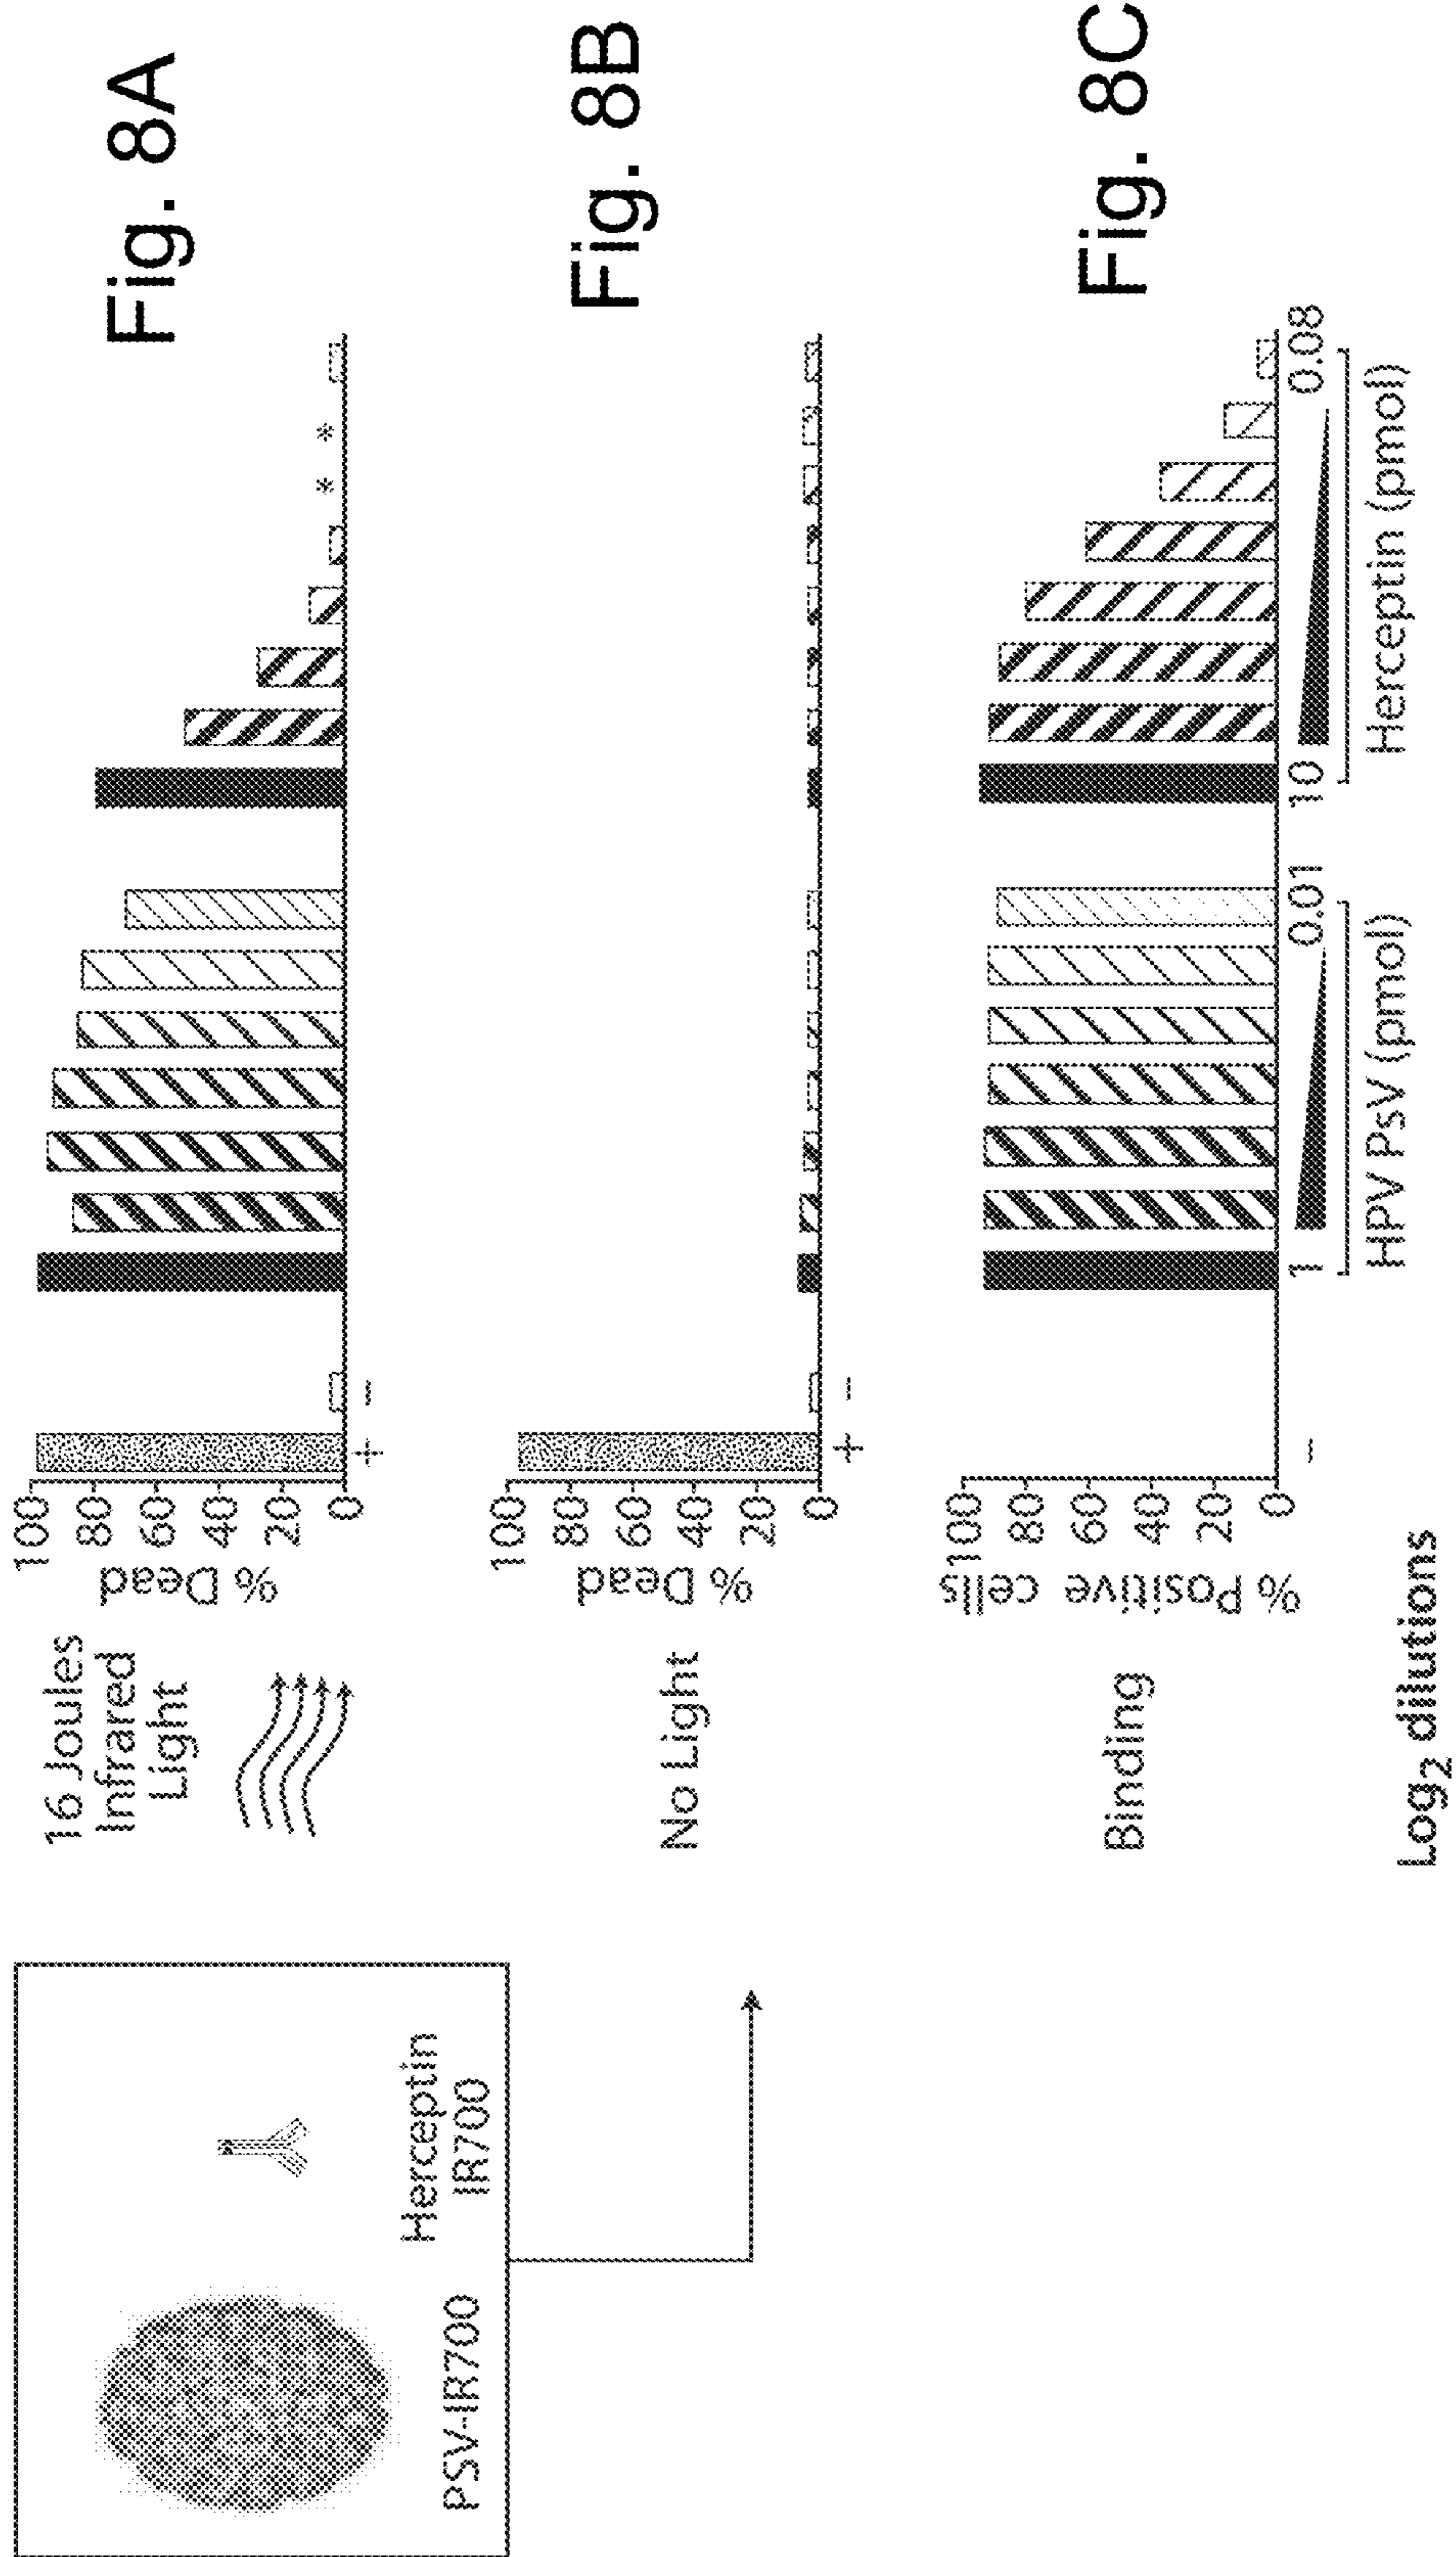 PSV-IR700
Herceptin
IR700
16 Joules
Infrared
Light
% Dead
100
80
60
40
20
0
+
−
*
*
Fig. 8A
No Light
% Dead
100
80
60
40
20
0
+
−
Fig. 8B
Binding
% Positive cells
100
80
60
40
20
0
−
1
0.01
10
0.08
HPV PsV (pmol)
Herceptin (pmol)
Fig. 8C
Log2 dilutions